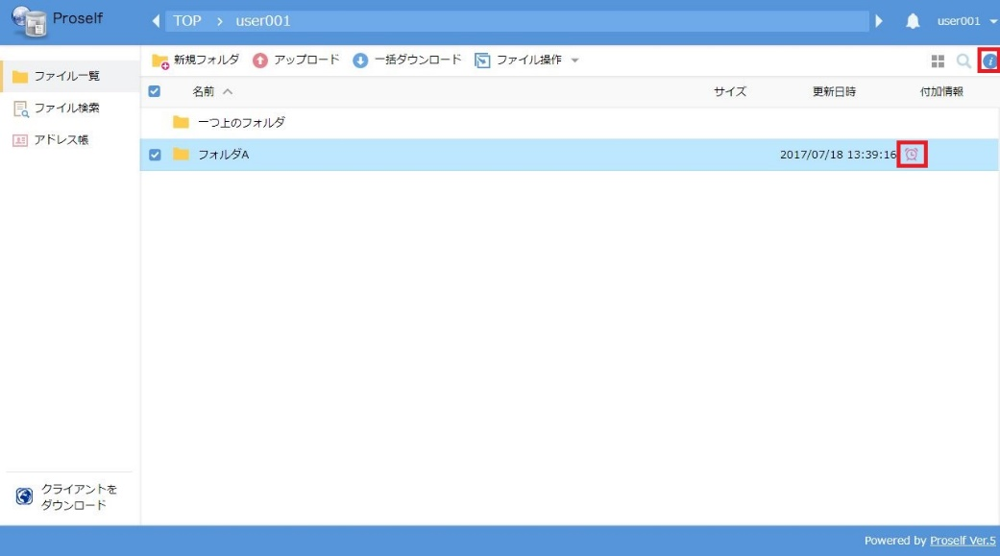 Proself
TOP > user001
user001
新規フォルダ アップロード 一括ダウンロード ファイル操作
ファイル一覧
ファイル検索
アドレス帳
名前 サイズ 更新日時 付加情報
一つ上のフォルダ
フォルダA 2017/07/18 13:39:16
クライアントを
ダウンロード
Powered by Proself Ver.5